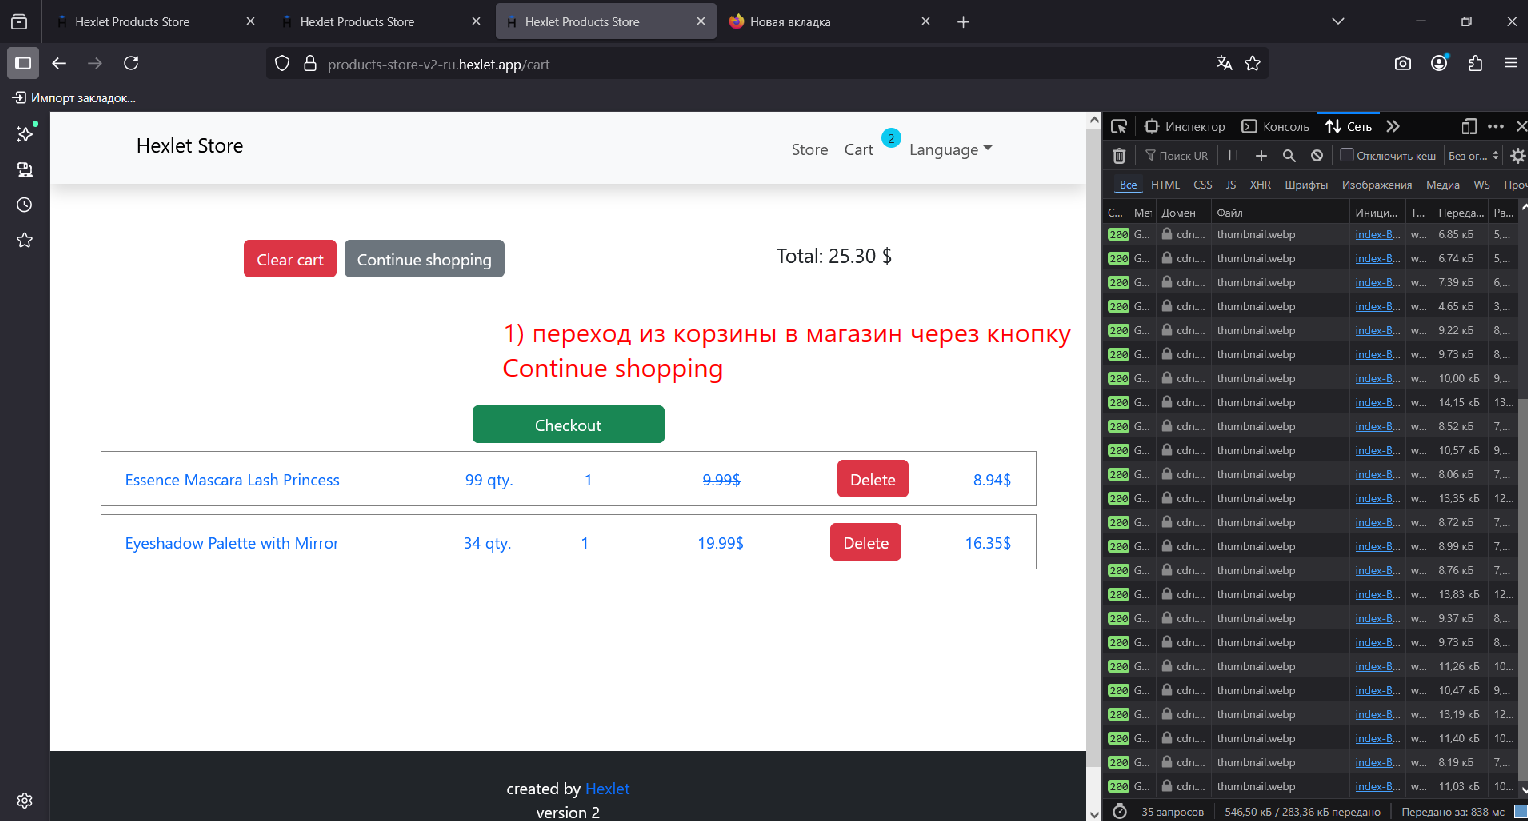 Hexlet Products Store
Hexlet Products Store
Hexlet Products Store
Новая вкладка
products-store-v2-ru.hexlet.app/cart
Импорт закладок...
Hexlet Store
Store
Cart
2
Language
Clear cart
Continue shopping
Total: 25.30 $
1) переход из корзины в магазин через кнопку
Continue shopping
Checkout
Essence Mascara Lash Princess 99 qty. 1 9.99$ Delete 8.94$
Eyeshadow Palette with Mirror 34 qty. 1 19.99$ Delete 16.35$
created by Hexlet
version 2
Инспектор Консоль Сеть
Поиск UR Отключить кеш Без ог...
Все HTML CSS JS XHR Шрифты Изображения Медиа WS Проч
С... Мет Домен Файл Иници... Т... Переда... Ра...
200 G... cdn.... thumbnail.webp index-B... w... 6,85 кБ 5,...
200 G... cdn.... thumbnail.webp index-B... w... 6,74 кБ 5,...
200 G... cdn.... thumbnail.webp index-B... w... 7,39 кБ 6,...
200 G... cdn.... thumbnail.webp index-B... w... 4,65 кБ 3,...
200 G... cdn.... thumbnail.webp index-B... w... 9,22 кБ 8,...
200 G... cdn.... thumbnail.webp index-B... w... 9,73 кБ 8,...
200 G... cdn.... thumbnail.webp index-B... w... 10,00 кБ 9,...
200 G... cdn.... thumbnail.webp index-B... w... 14,15 кБ 13...
200 G... cdn.... thumbnail.webp index-B... w... 8,52 кБ 7,...
200 G... cdn.... thumbnail.webp index-B... w... 10,57 кБ 9,...
200 G... cdn.... thumbnail.webp index-B... w... 8,06 кБ 7,...
200 G... cdn.... thumbnail.webp index-B... w... 13,35 кБ 12...
200 G... cdn.... thumbnail.webp index-B... w... 8,72 кБ 7,...
200 G... cdn.... thumbnail.webp index-B... w... 8,99 кБ 7,...
200 G... cdn.... thumbnail.webp index-B... w... 8,76 кБ 7,...
200 G... cdn.... thumbnail.webp index-B... w... 13,83 кБ 12...
200 G... cdn.... thumbnail.webp index-B... w... 9,37 кБ 8,...
200 G... cdn.... thumbnail.webp index-B... w... 9,73 кБ 8,...
200 G... cdn.... thumbnail.webp index-B... w... 11,26 кБ 10...
200 G... cdn.... thumbnail.webp index-B... w... 10,47 кБ 9,...
200 G... cdn.... thumbnail.webp index-B... w... 13,19 кБ 12...
200 G... cdn.... thumbnail.webp index-B... w... 11,40 кБ 10...
200 G... cdn.... thumbnail.webp index-B... w... 8,19 кБ 7,...
200 G... cdn.... thumbnail.webp index-B... w... 11,03 кБ 10...
35 запросов 546,50 кБ / 283,36 кБ передано Передано за: 838 мс